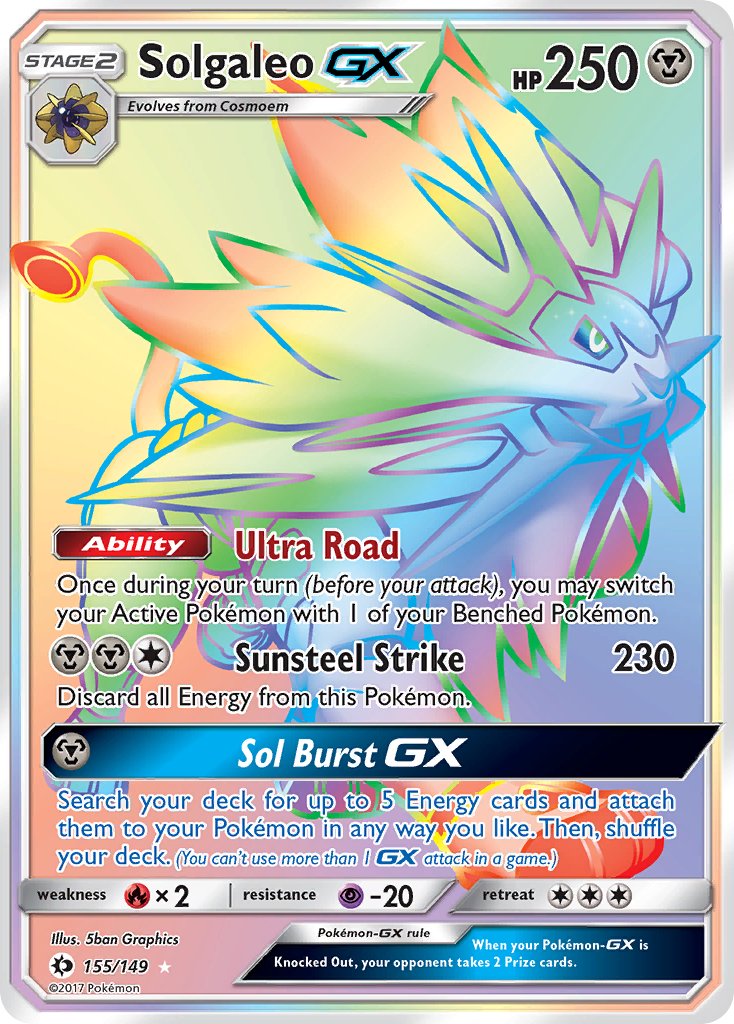 STAGE 2 Solgaleo GX HP 250
Evolves from Cosmoem
Ability Ultra Road
Once during your turn (before your attack), you may switch
your Active Pokémon with 1 of your Benched Pokémon.
Sunsteel Strike 230
Discard all Energy from this Pokémon.
Sol Burst GX
Search your deck for up to 5 Energy cards and attach
them to your Pokémon in any way you like. Then, shuffle
your deck. (You can't use more than 1 GX attack in a game.)
weakness × 2 resistance -20 retreat
Illus. 5ban Graphics
Pokémon-GX rule
When your Pokémon-GX is
Knocked Out, your opponent takes 2 Prize cards.
155/149
©2017 Pokémon